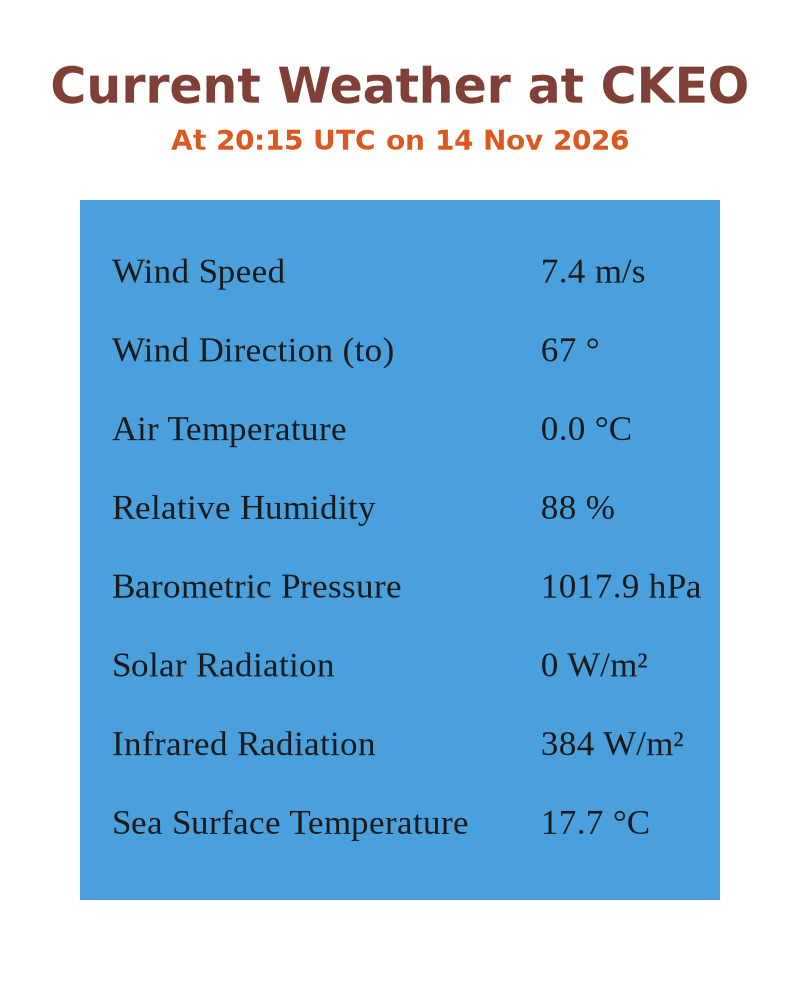 Current Weather at CKEO
At 20:15 UTC on 14 Nov 2026
Wind Speed 7.4 m/s
Wind Direction (to) 67 °
Air Temperature 0.0 °C
Relative Humidity 88 %
Barometric Pressure 1017.9 hPa
Solar Radiation 0 W/m²
Infrared Radiation 384 W/m²
Sea Surface Temperature 17.7 °C